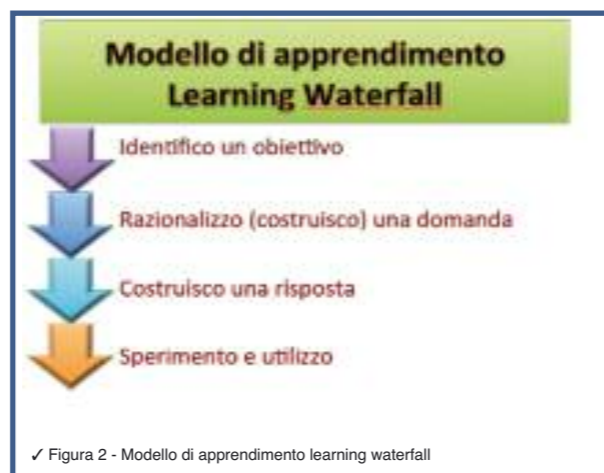 Modello di apprendimento
Learning Waterfall
Identifico un obiettivo
Razionalizzo (costruisco) una domanda
Costruisco una risposta
Sperimento e utilizzo
✓ Figura 2 - Modello di apprendimento learning waterfall